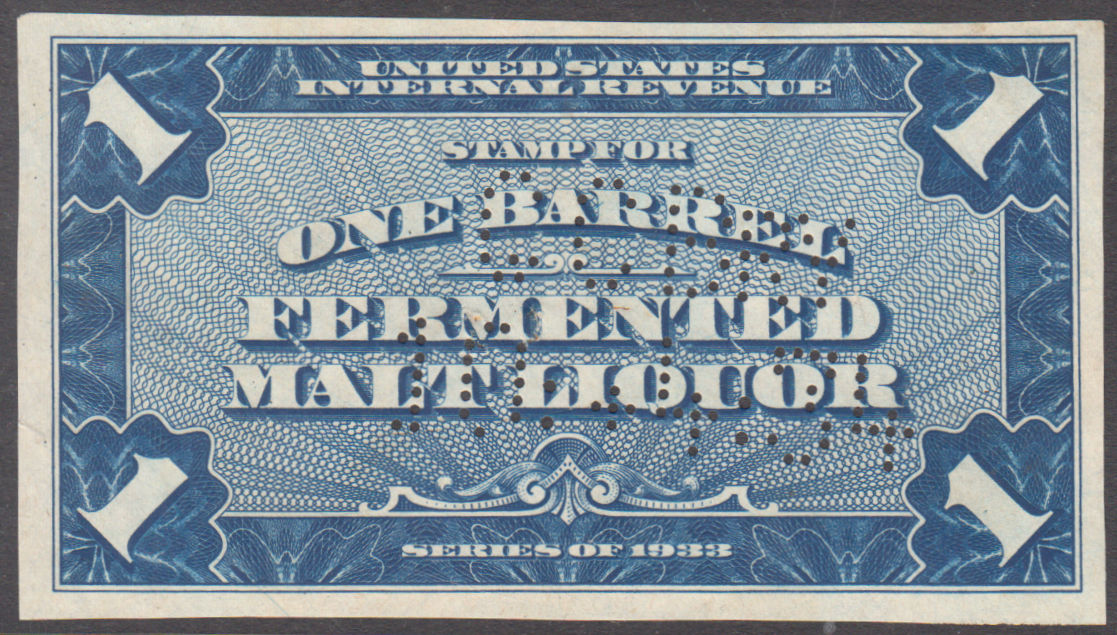 1 1
UNITED STATES
INTERNAL REVENUE
STAMP FOR
ONE BARREL
FERMENTED
MALT LIQUOR
1 1
SERIES OF 1933